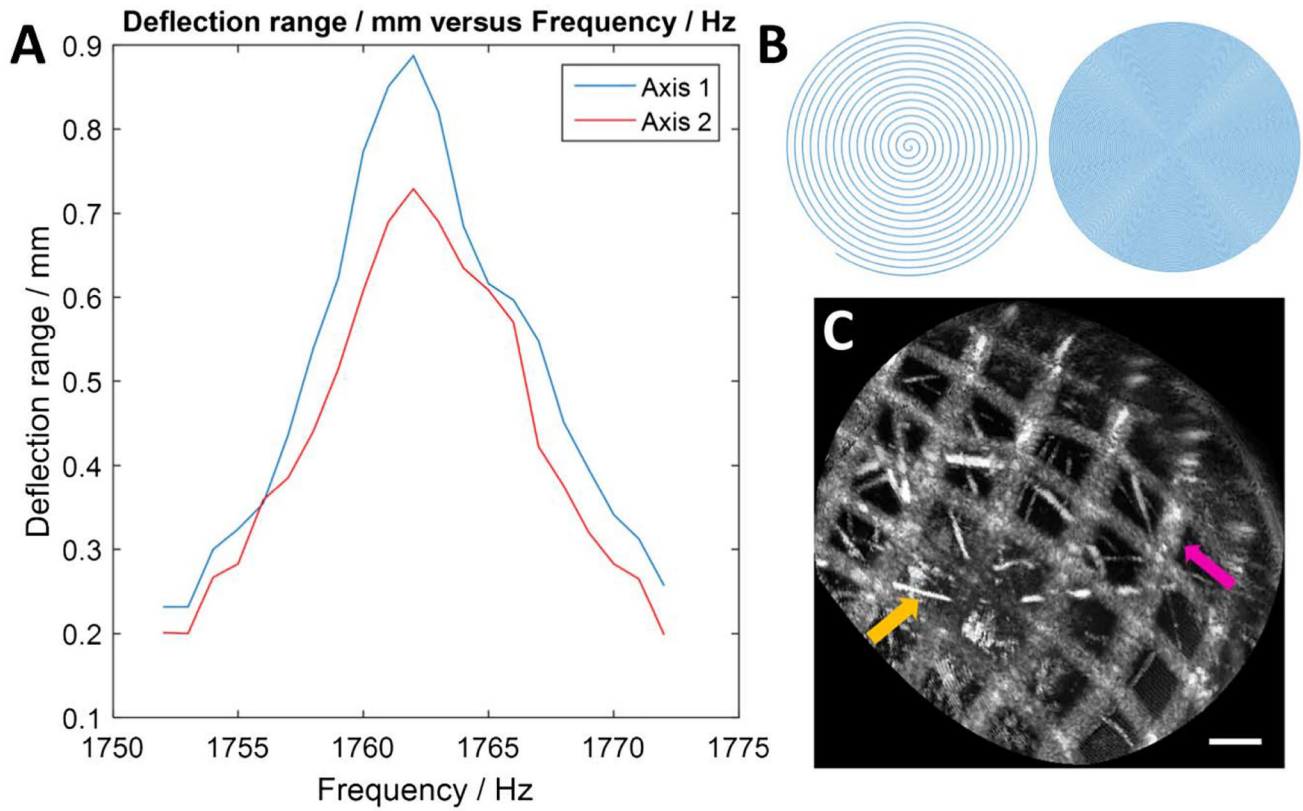 A
Deflection range / mm versus Frequency / Hz
Deflection range / mm
0.9
0.8
0.7
0.6
0.5
0.4
0.3
0.2
0.1
Axis 1
Axis 2
1750 1755 1760 1765 1770 1775
Frequency / Hz
B
C